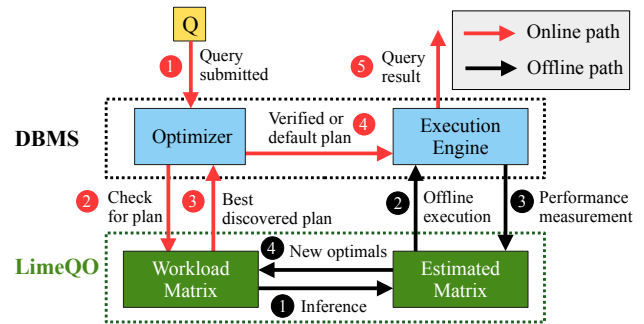 Q
1
Query
submitted
5
Query
result
Online path
Offline path
DBMS
Optimizer
Verified or
default plan
4
Execution
Engine
2
Check
for plan
3
Best
discovered plan
2
Offline
execution
3
Performance
measurement
LimeQO
Workload
Matrix
4
New optimals
1
Inference
Estimated
Matrix